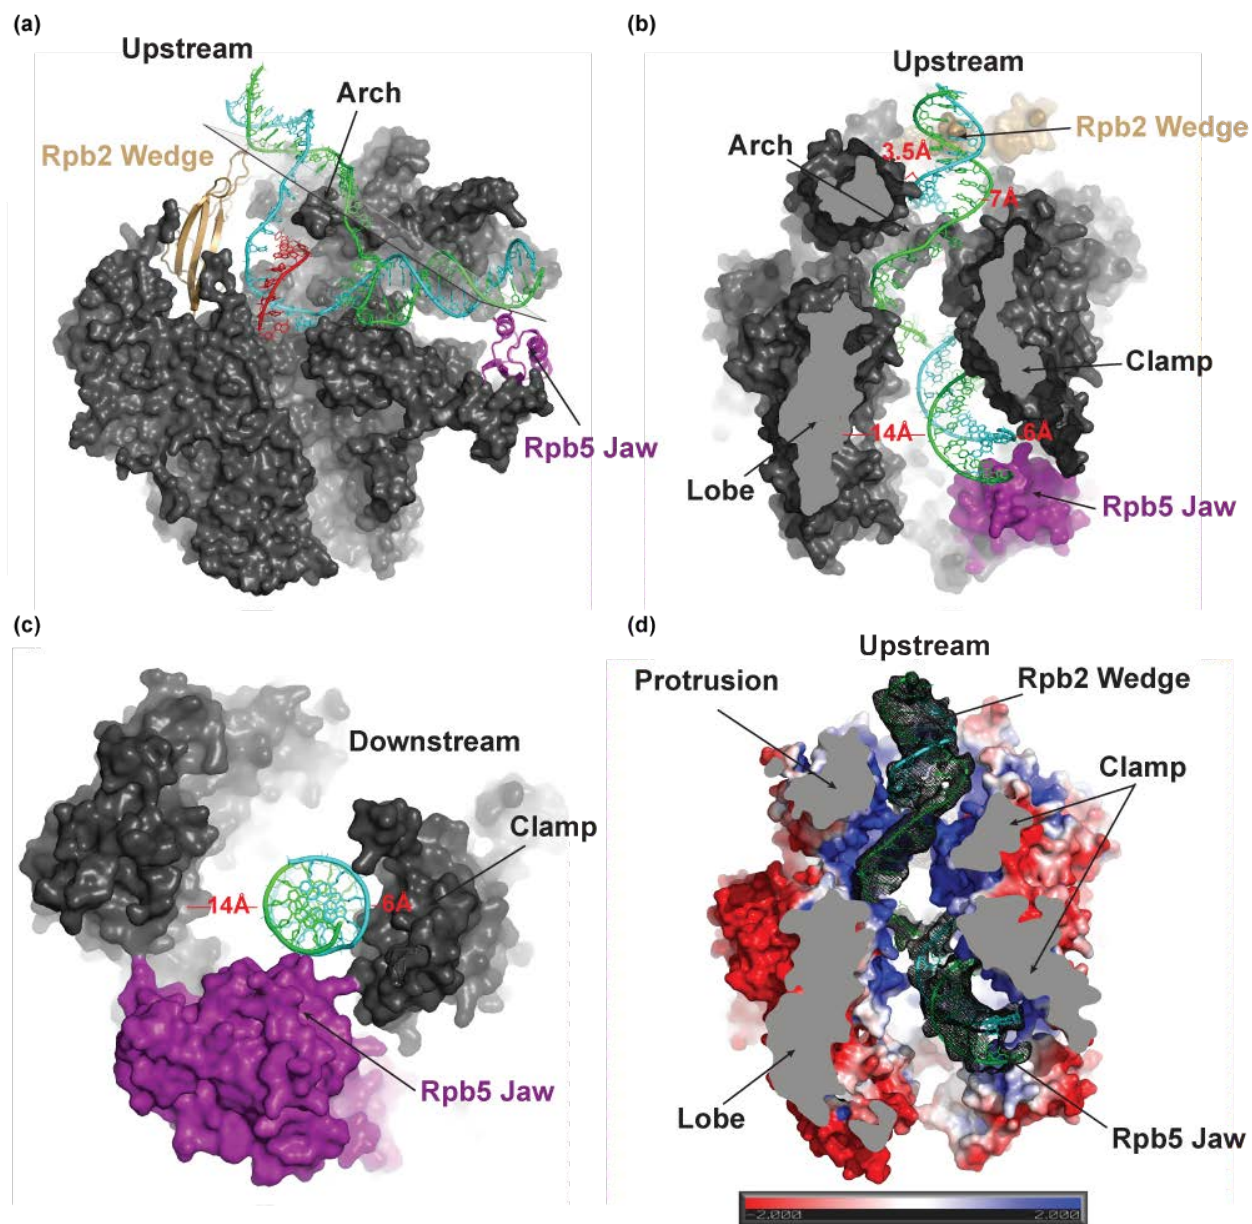 (a)
Upstream
Arch
Rpb2 Wedge
Rpb5 Jaw
(b)
Upstream
Rpb2 Wedge
Arch
3.5Å
7Å
Clamp
14Å
6Å
Lobe
Rpb5 Jaw
(c)
Downstream
Clamp
14Å
6Å
Rpb5 Jaw
(d)
Upstream
Protrusion
Rpb2 Wedge
Clamp
Lobe
Rpb5 Jaw
-2.000
2.000